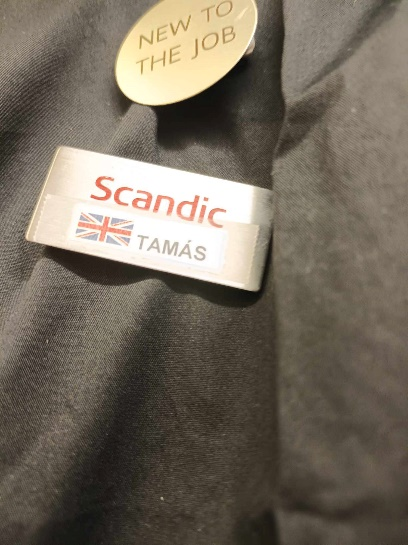 NEW TO
THE JOB
Scandic
TAMÁS